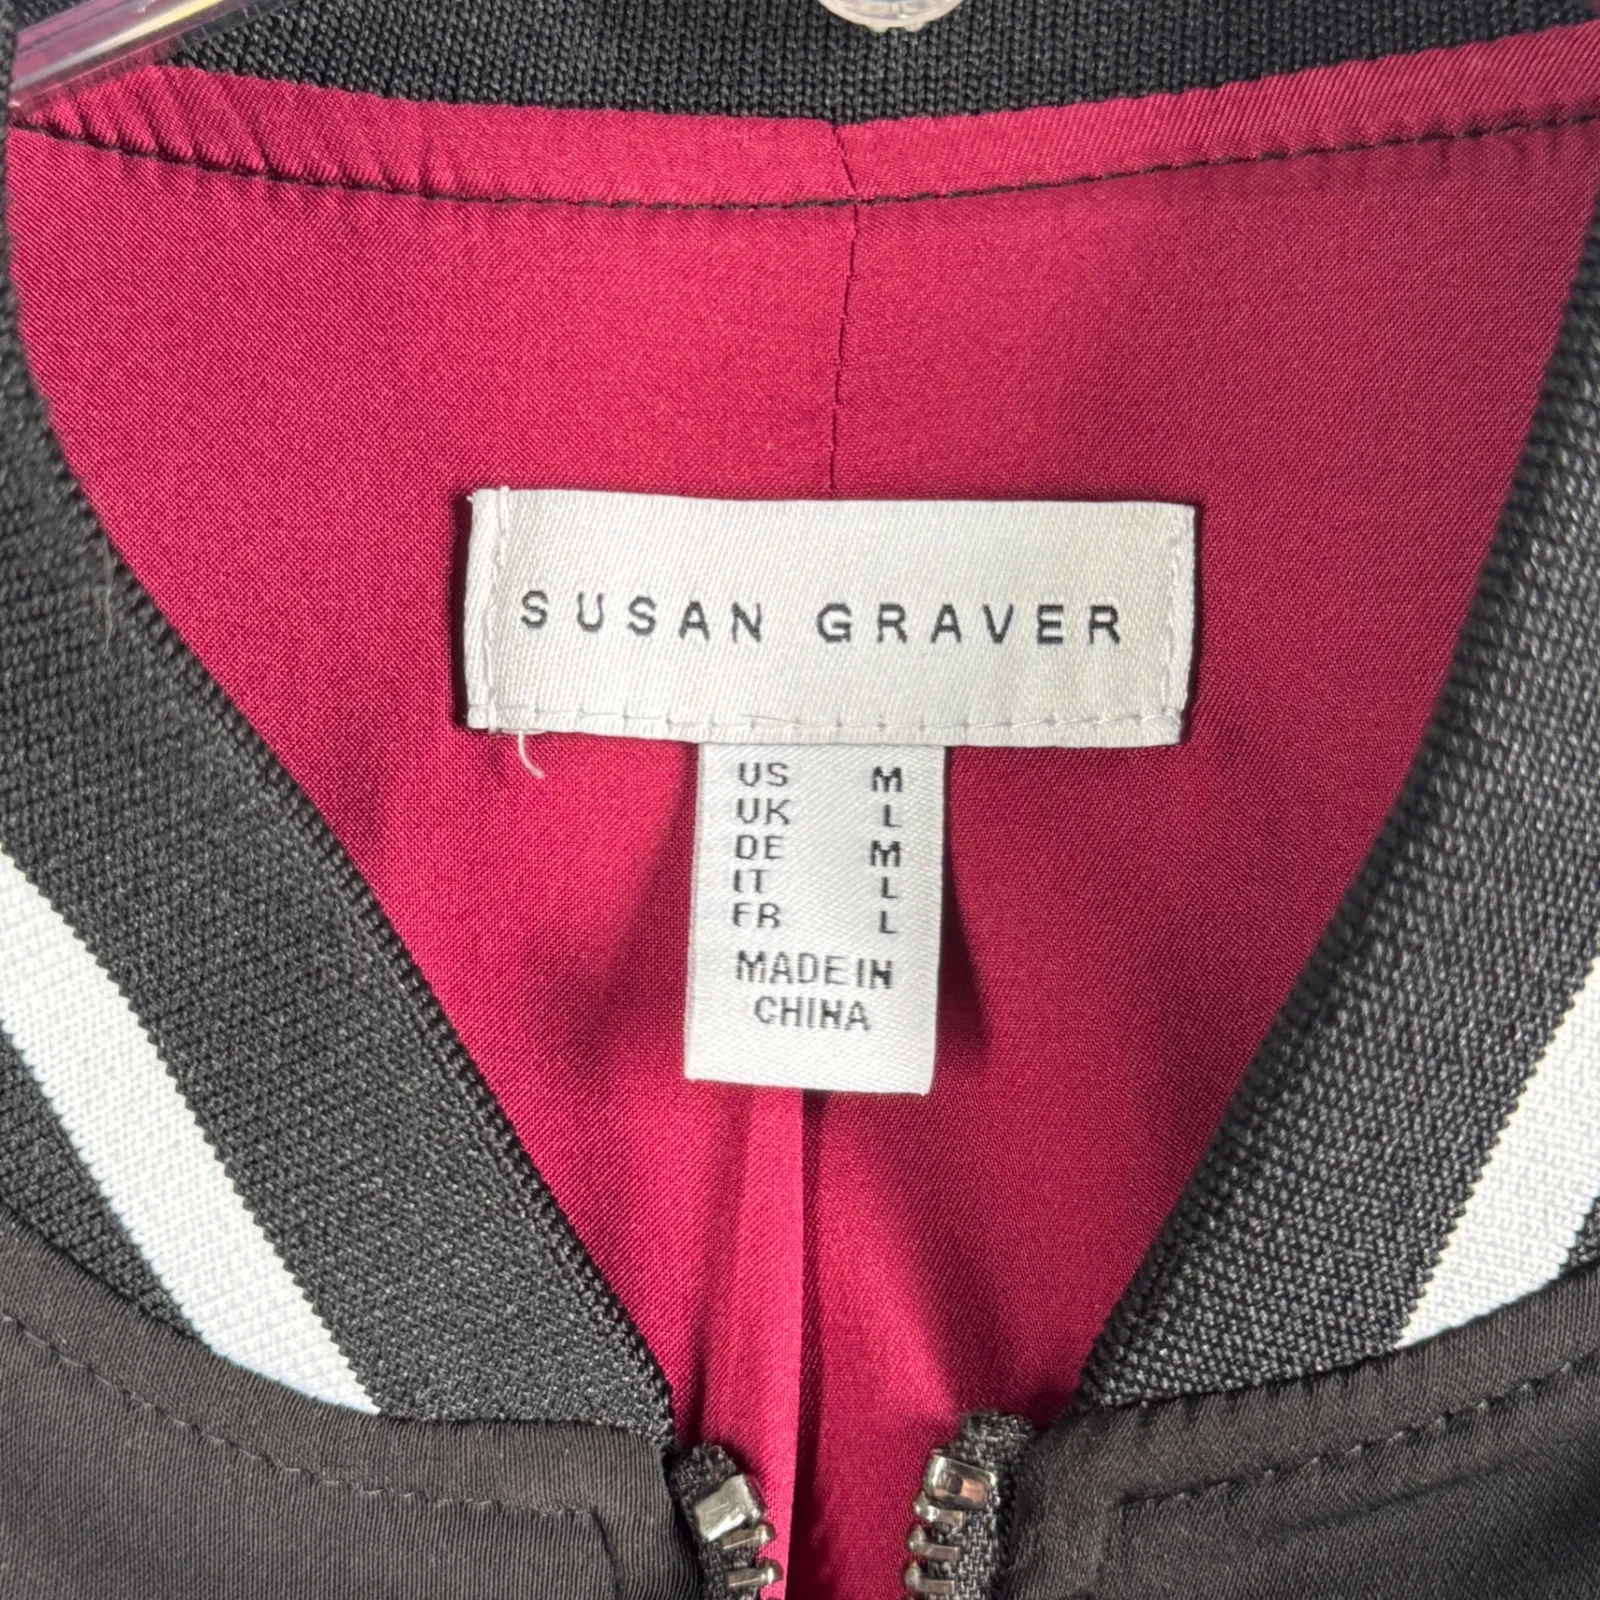 SUSAN GRAVER
US M
UK L
DE M
IT L
FR L
MADE IN
CHINA